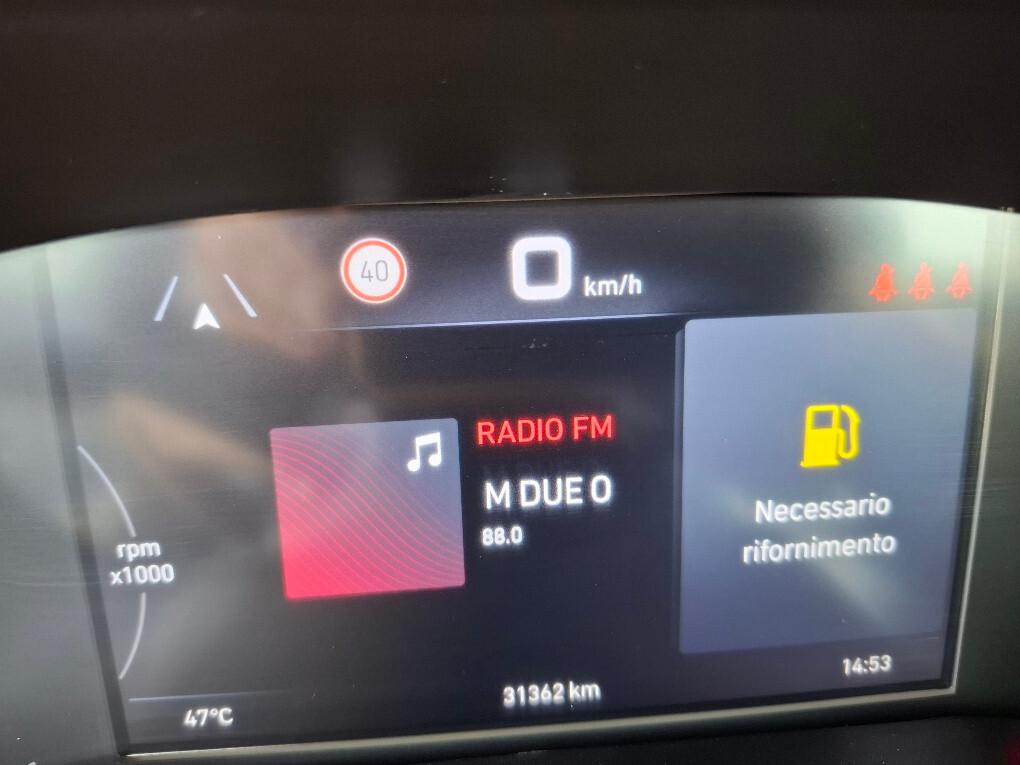 40
0 km/h
RADIO FM
M DUE O
88.0
Necessario
rifornimento
rpm
x1000
14:53
31362 km
47°C